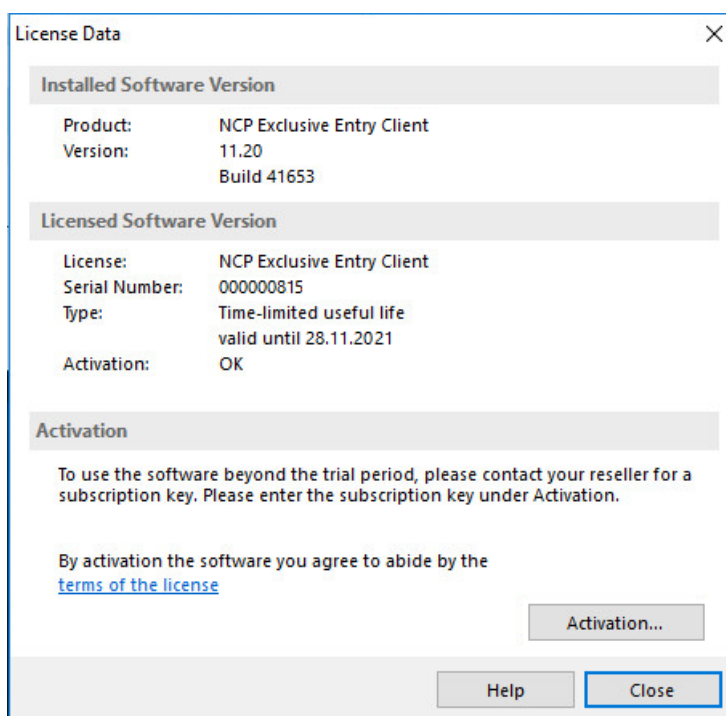 License Data
Installed Software Version
Product: NCP Exclusive Entry Client
Version: 11.20
Build 41653
Licensed Software Version
License: NCP Exclusive Entry Client
Serial Number: 000000815
Type: Time-limited useful life
valid until 28.11.2021
Activation: OK
Activation
To use the software beyond the trial period, please contact your reseller for a
subscription key. Please enter the subscription key under Activation.
By activation the software you agree to abide by the
terms of the license
Activation...
Help Close